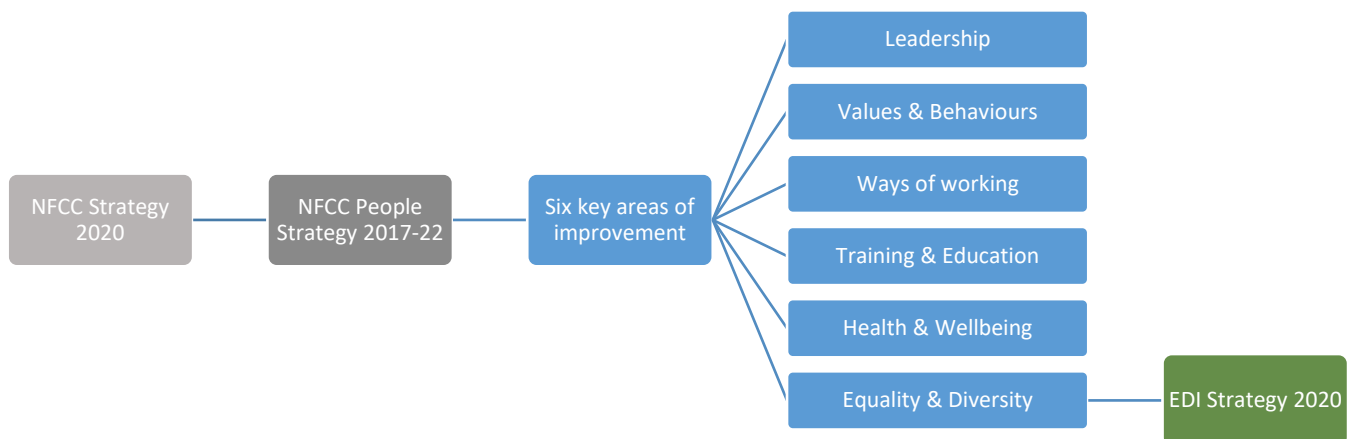 NFCC Strategy
2020
NFCC People
Strategy 2017-22
Six key areas of
improvement
Leadership
Values & Behaviours
Ways of working
Training & Education
Health & Wellbeing
Equality & Diversity
EDI Strategy 2020